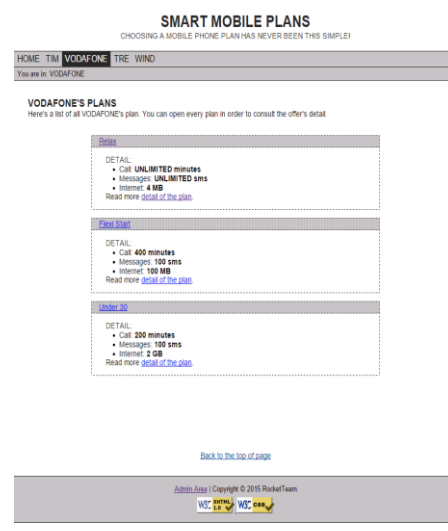 SMART MOBILE PLANS
CHOOSING A MOBILE PHONE PLAN HAS NEVER BEEN THIS SIMPLE!
HOME TIM VODAFONE TRE WIND
You are in: VODAFONE
VODAFONE'S PLANS
Here's a list of all VODAFONE's plan. You can open every plan in order to consult the offer's detail.
Relax
DETAIL:
• Call: UNLIMITED minutes
• Messages: UNLIMITED sms
• Internet: 4 MB
Read more detail of the plan.
Flexi Start
DETAIL:
• Call: 400 minutes
• Messages: 100 sms
• Internet: 100 MB
Read more detail of the plan.
Under 30
DETAIL:
• Call: 200 minutes
• Messages: 100 sms
• Internet: 2 GB
Read more detail of the plan.
Back to the top of page
Admin Area | Copyright © 2015 RocketTeam
W3C XHTML 1.0 W3C CSS